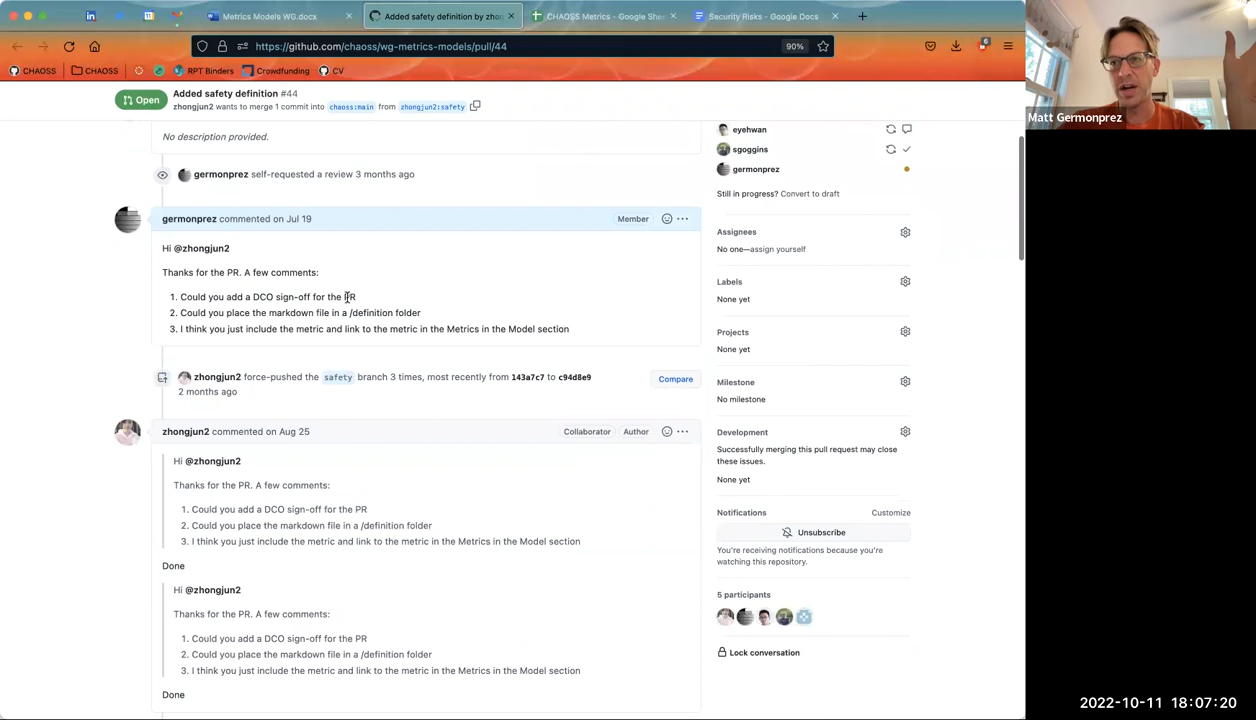 Metrics Models WG.docx
Added safety definition by zhon
CHAOSS Metrics - Google She
Security Risks - Google Docs
https://github.com/chaoss/wg-metrics-models/pull/44
90%
6
CHAOSS
CHAOSS
RPT Binders
Crowdfunding
CV
Open
Added safety definition #44
zhongjun2 wants to merge 1 commit into chaoss:main from zhongjun2:safety
No description provided.
germonprez self-requested a review 3 months ago
germonprez commented on Jul 19
Member
Hi @zhongjun2
Thanks for the PR. A few comments:
1. Could you add a DCO sign-off for the PR
2. Could you place the markdown file in a /definition folder
3. I think you just include the metric and link to the metric in the Metrics in the Model section
zhongjun2 force-pushed the safety branch 3 times, most recently from 143a7c7 to c94d8e9
2 months ago
Compare
zhongjun2 commented on Aug 25
Collaborator
Author
Hi @zhongjun2
Thanks for the PR. A few comments:
1. Could you add a DCO sign-off for the PR
2. Could you place the markdown file in a /definition folder
3. I think you just include the metric and link to the metric in the Metrics in the Model section
Done
Hi @zhongjun2
Thanks for the PR. A few comments:
1. Could you add a DCO sign-off for the PR
2. Could you place the markdown file in a /definition folder
3. I think you just include the metric and link to the metric in the Metrics in the Model section
Done
eyehwan
sgoggins
germonprez
Still in progress? Convert to draft
Assignees
No one—assign yourself
Labels
None yet
Projects
None yet
Milestone
No milestone
Development
Successfully merging this pull request may close
these issues.
None yet
Notifications
Customize
Unsubscribe
You're receiving notifications because you're
watching this repository.
5 participants
Lock conversation
Matt Germonprez
2022-10-11 18:07:20